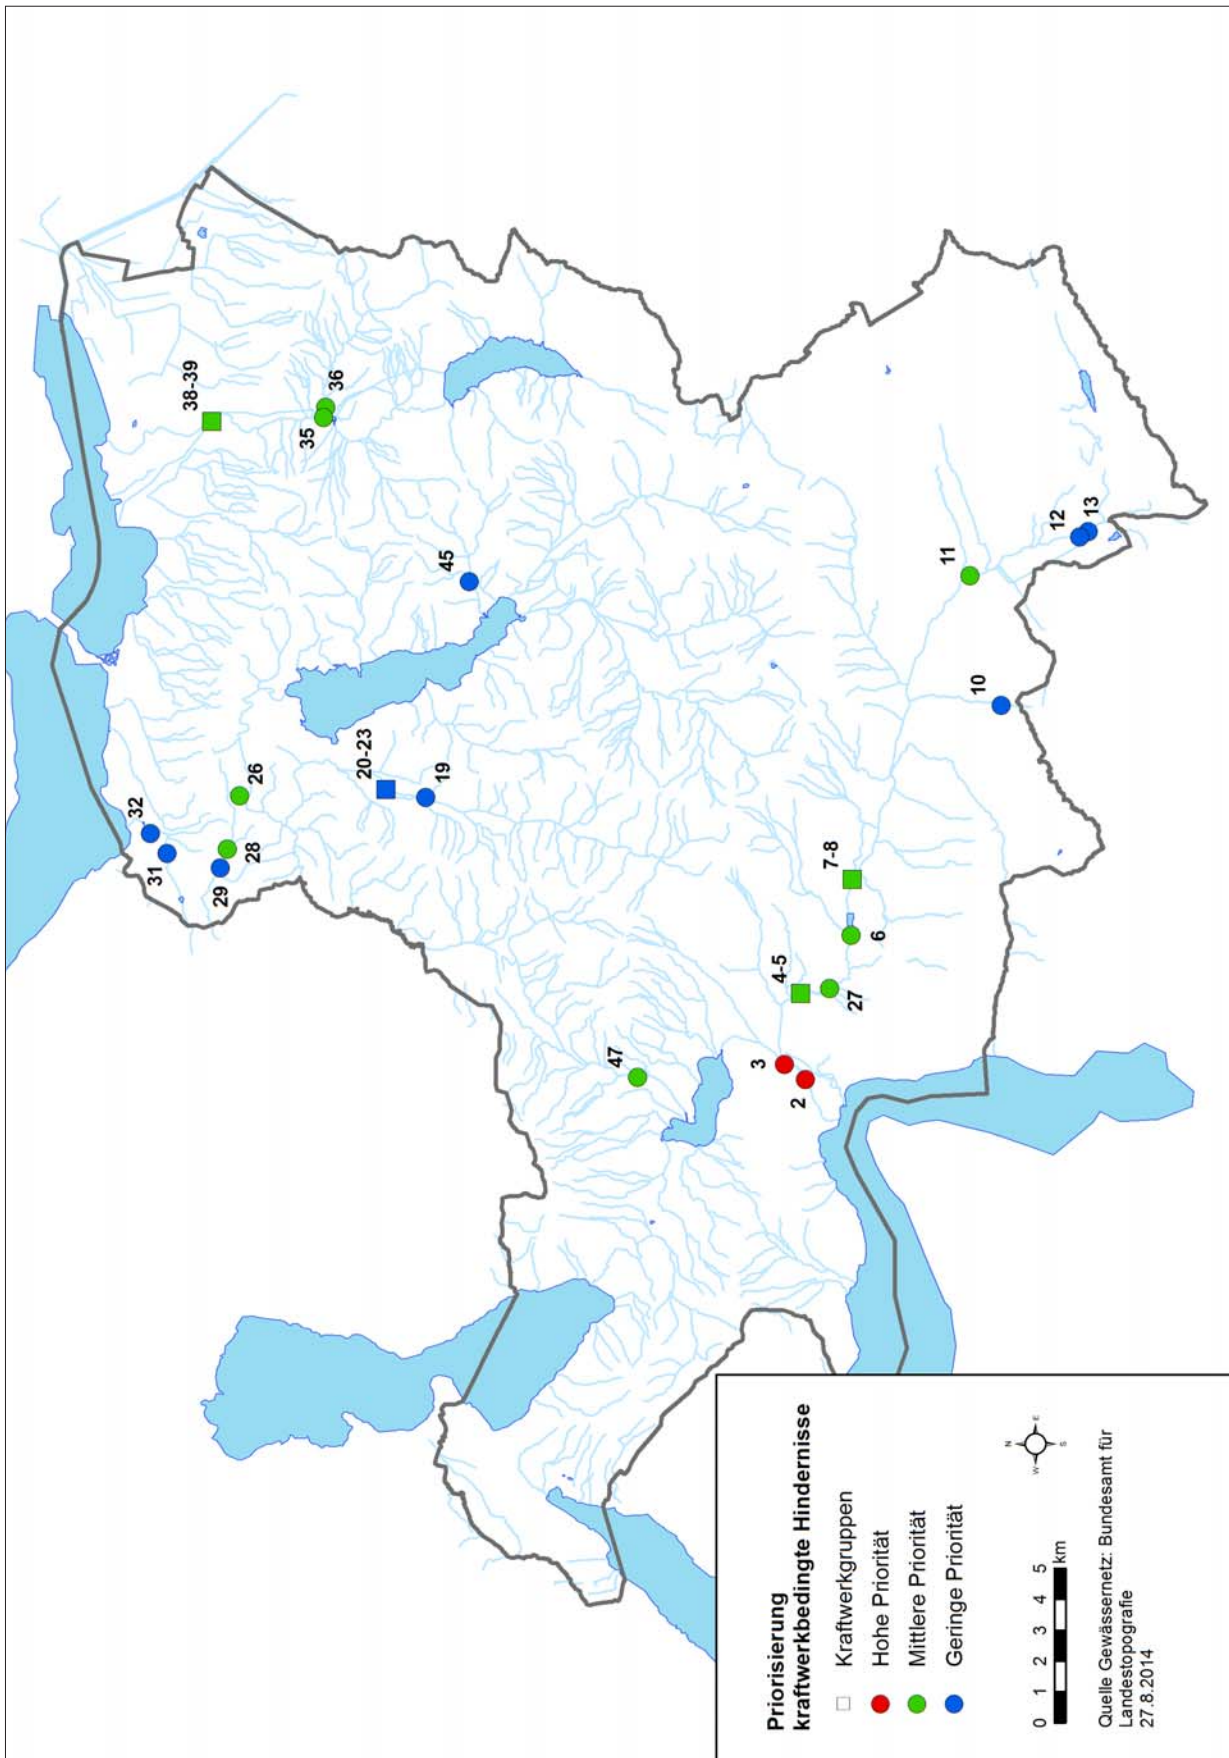 38-39
36
35
45
12
13
11
10
32
31
26
28
29
20-23
19
7-8
6
4-5
27
47
3
2
Priorisierung
kraftwerkbedingte Hindernisse
Kraftwerkgruppen
Hohe Priorität
Mittlere Priorität
Geringe Priorität
N
W
E
S
0 1 2 3 4 5
km
Quelle Gewässernetz: Bundesamt für
Landestopografie
27.8.2014